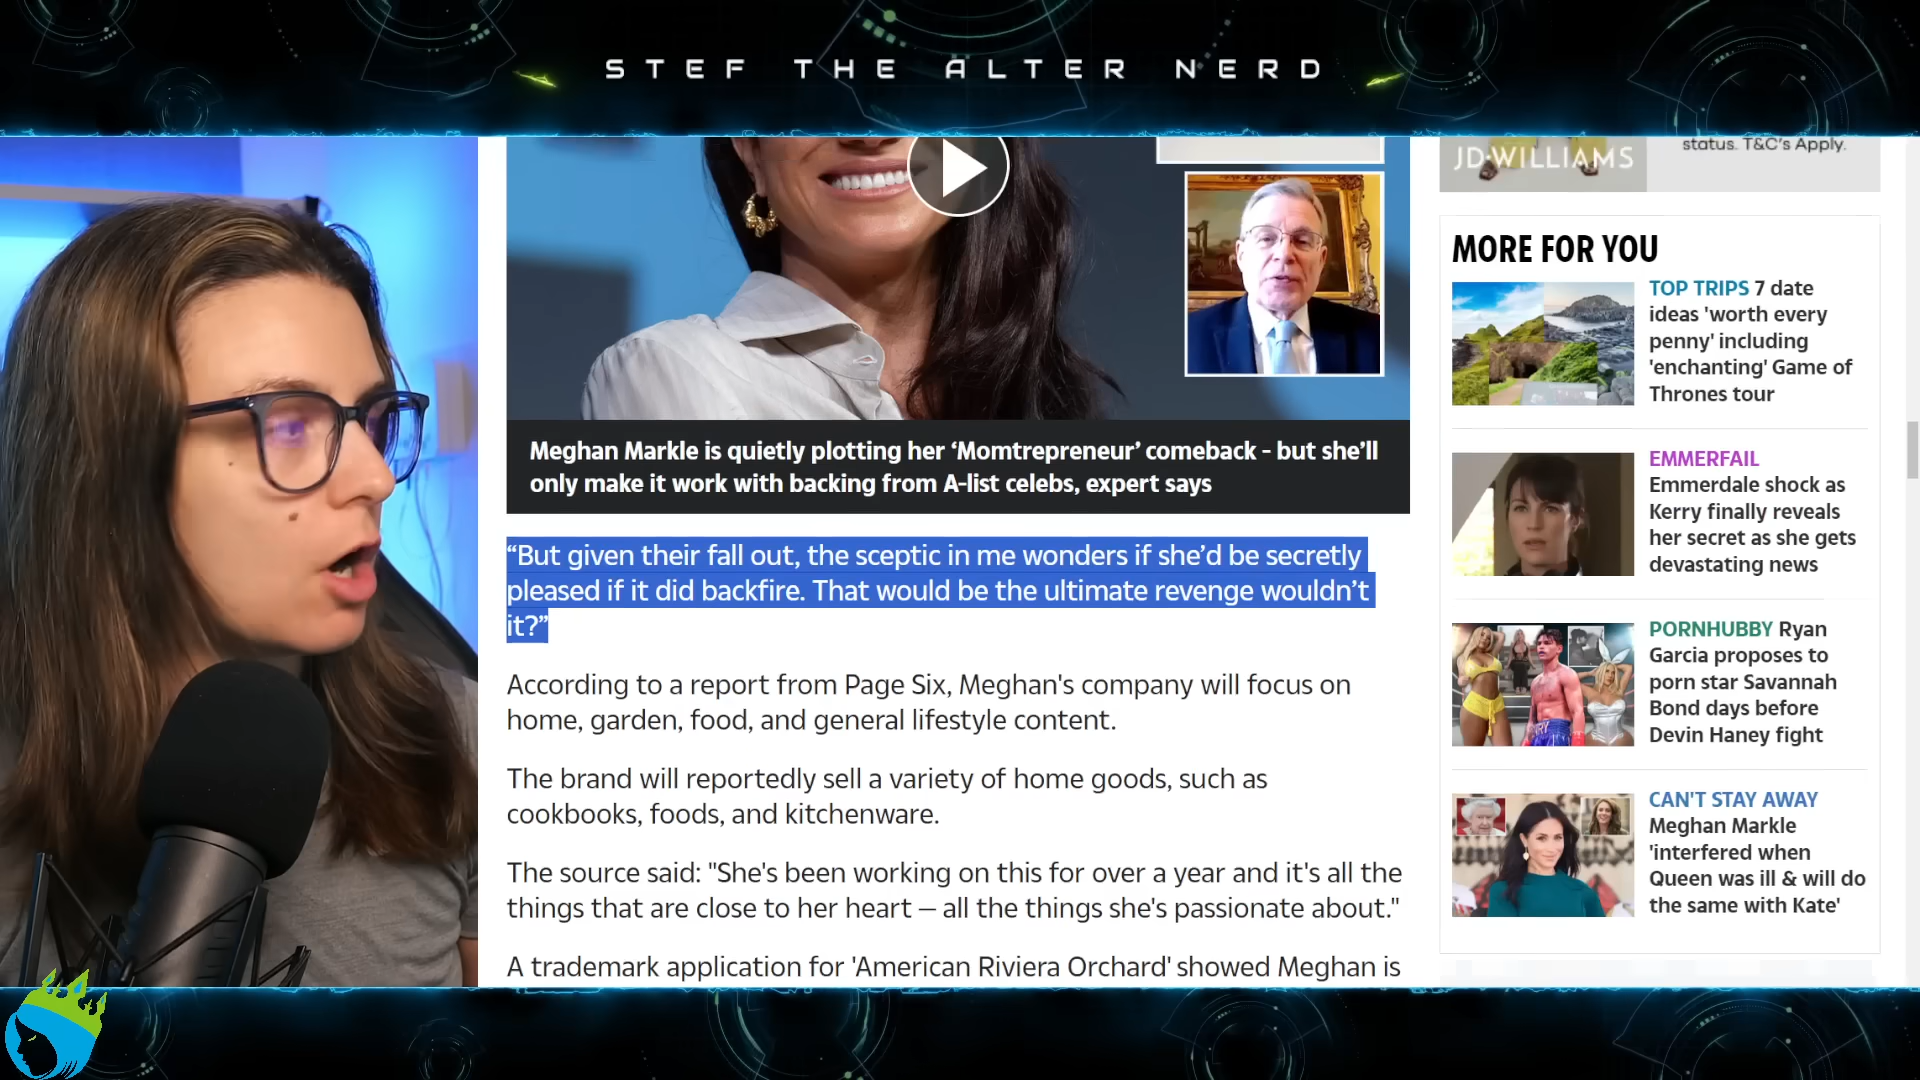 STEF THE ALTER NERD
status. T&C's Apply.
JD WILLIAMS
MORE FOR YOU
TOP TRIPS 7 date
ideas 'worth every
penny' including
'enchanting' Game of
Thrones tour
EMMERFAIL
Emmerdale shock as
Kerry finally reveals
her secret as she gets
devastating news
PORNHUBBY Ryan
Garcia proposes to
porn star Savannah
Bond days before
Devin Haney fight
CAN'T STAY AWAY
Meghan Markle
'interfered when
Queen was ill & will do
the same with Kate'
Meghan Markle is quietly plotting her ‘Momtrepreneur’ comeback - but she’ll
only make it work with backing from A-list celebs, expert says
“But given their fall out, the sceptic in me wonders if she’d be secretly
pleased if it did backfire. That would be the ultimate revenge wouldn’t
it?”
According to a report from Page Six, Meghan's company will focus on
home, garden, food, and general lifestyle content.
The brand will reportedly sell a variety of home goods, such as
cookbooks, foods, and kitchenware.
The source said: "She's been working on this for over a year and it's all the
things that are close to her heart — all the things she's passionate about."
A trademark application for 'American Riviera Orchard' showed Meghan is